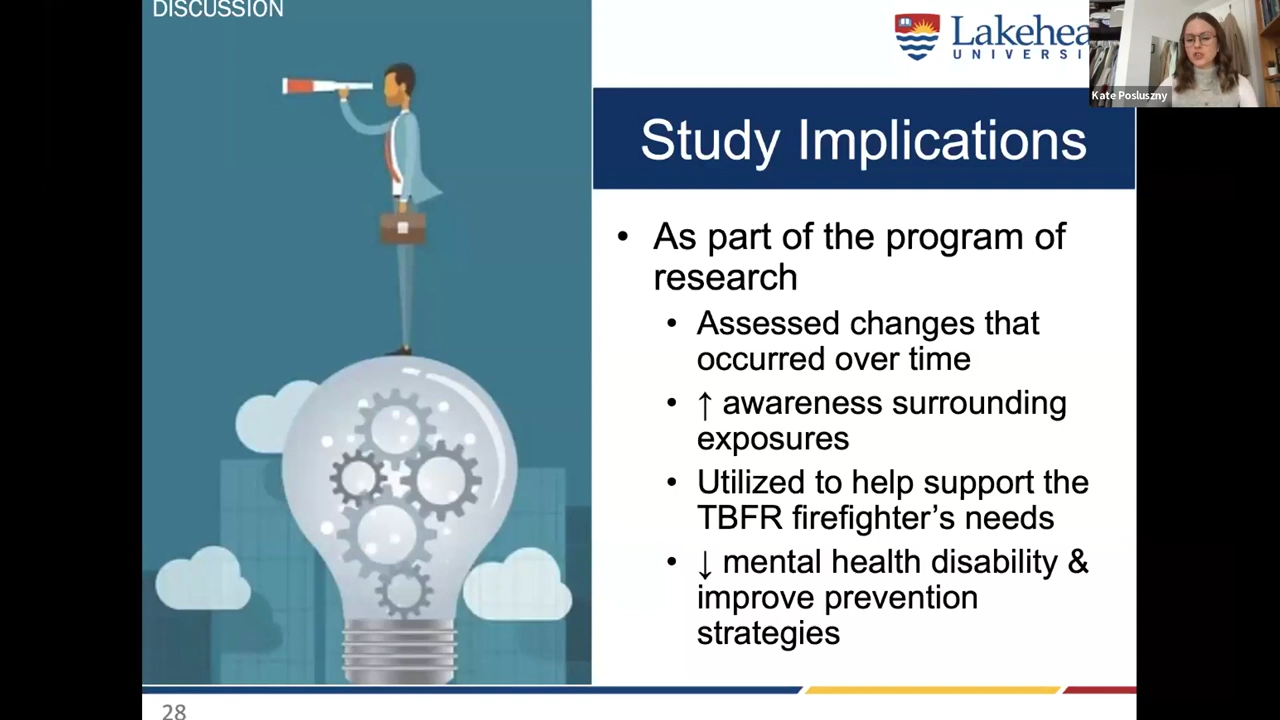 DISCUSSION
Lakehea
UNIVERSI
Kate Posluszny
Study Implications
• As part of the program of
research
• Assessed changes that
occurred over time
• ↑ awareness surrounding
exposures
• Utilized to help support the
TBFR firefighter’s needs
• ↓ mental health disability &
improve prevention
strategies
28